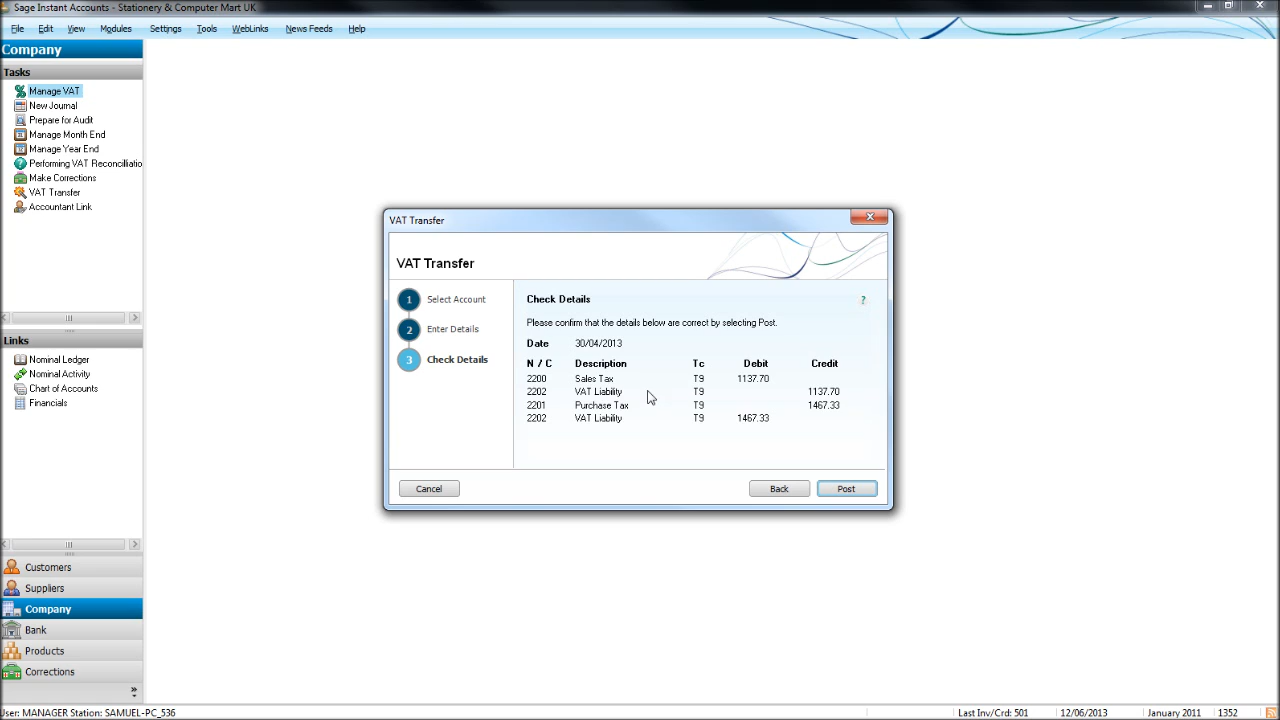 Sage Instant Accounts - Stationery & Computer Mart UK
File Edit View Modules Settings Tools WebLinks News Feeds Help
Company
Tasks
Manage VAT
New Journal
Prepare for Audit
Manage Month End
Manage Year End
Performing VAT Reconciliatio
Make Corrections
VAT Transfer
Accountant Link
Links
Nominal Ledger
Nominal Activity
Chart of Accounts
Financials
Customers
Suppliers
Company
Bank
Products
Corrections
VAT Transfer
VAT Transfer
1 Select Account
2 Enter Details
3 Check Details
Check Details ?
Please confirm that the details below are correct by selecting Post.
Date 30/04/2013
N / C Description Tc Debit Credit
2200 Sales Tax T9 1137.70
2202 VAT Liability T9 1137.70
2201 Purchase Tax T9 1467.33
2202 VAT Liability T9 1467.33
Cancel Back Post
User: MANAGER Station: SAMUEL-PC_536 Last Inv/Crd: 501 12/06/2013 January 2011 1352